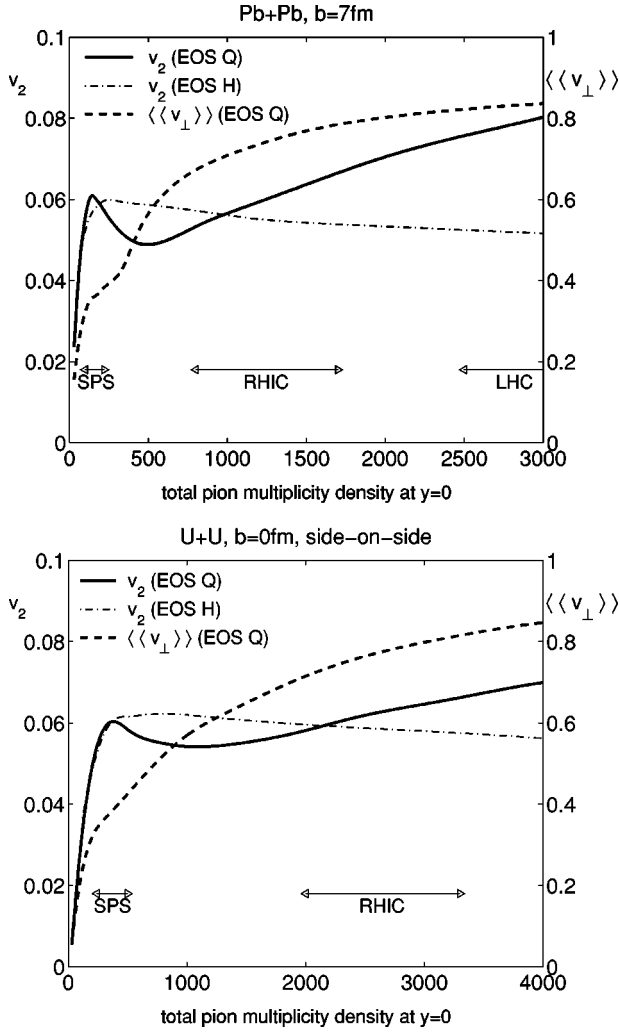 Pb+Pb, b=7fm
0.1 1
v2 (EOS Q)
v2 v2 (EOS H) ⟨⟨v⊥⟩⟩
⟨⟨v⊥⟩⟩ (EOS Q)
0.08 0.8
0.06 0.6
0.04 0.4
0.02 0.2
SPS RHIC LHC
0 0
0 500 1000 1500 2000 2500 3000
total pion multiplicity density at y=0
U+U, b=0fm, side-on-side
0.1 1
v2 (EOS Q)
v2 v2 (EOS H) ⟨⟨v⊥⟩⟩
⟨⟨v⊥⟩⟩ (EOS Q)
0.08 0.8
0.06 0.6
0.04 0.4
0.02 0.2
SPS RHIC
0 0
0 1000 2000 3000 4000
total pion multiplicity density at y=0